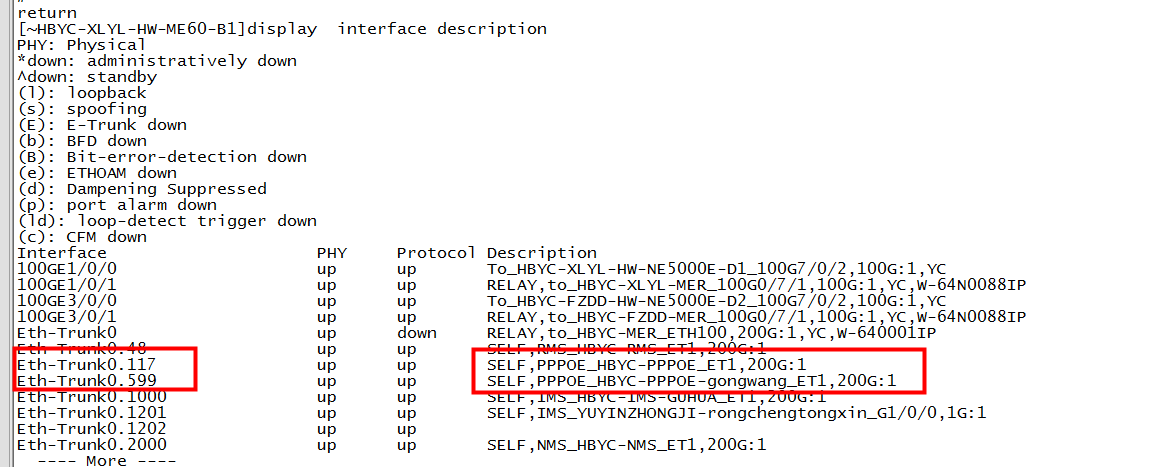 return
[~HBYC-XLYL-HW-ME60-B1]display  interface description
PHY: Physical
*down: administratively down
^down: standby
(l): loopback
(s): spoofing
(E): E-Trunk down
(b): BFD down
(B): Bit-error-detection down
(e): ETHOAM down
(d): Dampening Suppressed
(p): port alarm down
(ld): loop-detect trigger down
(c): CFM down
Interface PHY Protocol Description
100GE1/0/0 up up To_HBYC-XLYL-HW-NE5000E-D1_100G7/0/2,100G:1,YC
100GE1/0/1 up up RELAY,to_HBYC-XLYL-MER_100G0/7/1,100G:1,YC,W-64N0088IP
100GE3/0/0 up up To_HBYC-FZDD-HW-NE5000E-D2_100G7/0/2,100G:1,YC
100GE3/0/1 up up RELAY,to_HBYC-FZDD-MER_100G0/7/1,100G:1,YC,W-64N0088IP
Eth-Trunk0 up down RELAY,to_HBYC-MER_ETH100,200G:1,YC,W-640001IP
Eth-Trunk0.48 up up SELF,RMS_HBYC-RMS_ET1,200G:1
Eth-Trunk0.117 up up SELF,PPPOE_HBYC-PPPOE_ET1,200G:1
Eth-Trunk0.599 up up SELF,PPPOE_HBYC-PPPOE-gongwang_ET1,200G:1
Eth-Trunk0.1000 up up SELF,IMS_HBYC-IMS-GUHUA_ET1,200G:1
Eth-Trunk0.1201 up up SELF,IMS_YUYINZHONGJI-rongchengtongxin_G1/0/0,1G:1
Eth-Trunk0.1202 up up
Eth-Trunk0.2000 up up SELF,NMS_HBYC-NMS_ET1,200G:1
---- More ----